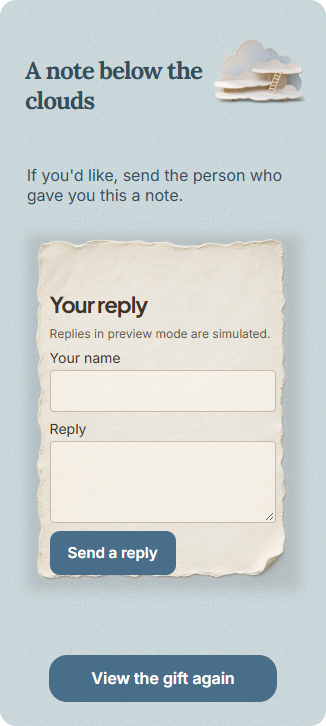 A note below the
clouds
If you'd like, send the person who
gave you this a note.
Your reply
Replies in preview mode are simulated.
Your name
Reply
Send a reply
View the gift again